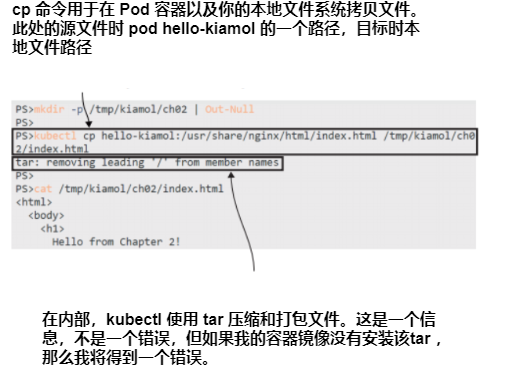 cp 命令用于在 Pod 容器以及你的本地文件系统拷贝文件。
此处的源文件时 pod hello-kiamol 的一个路径，目标时本
地文件路径
PS>mkdir -p /tmp/kiamol/ch02 | Out-Null
PS>
PS>kubectl cp hello-kiamol:/usr/share/nginx/html/index.html /tmp/kiamol/ch0
2/index.html
tar: removing leading '/' from member names
PS>
PS>cat /tmp/kiamol/ch02/index.html
<html>
<body>
<h1>
Hello from Chapter 2!
在内部，kubectl 使用 tar 压缩和打包文件。这是一个信
息，不是一个错误，但如果我的容器镜像没有安装该tar ，
那么我将得到一个错误。